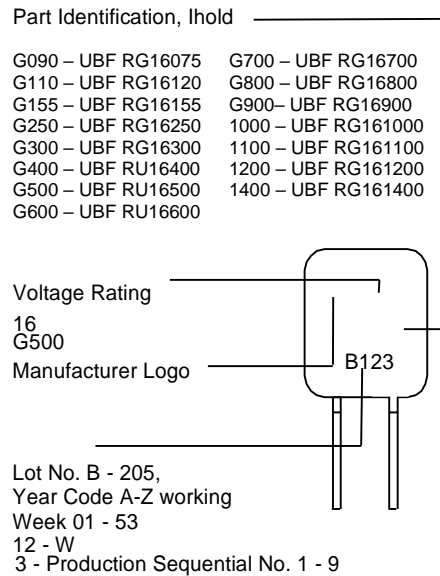 Part Identification, Ihold
G090 – UBF RG16075
G110 – UBF RG16120
G155 – UBF RG16155
G250 – UBF RG16250
G300 – UBF RG16300
G400 – UBF RU16400
G500 – UBF RU16500
G600 – UBF RU16600
G700 – UBF RG16700
G800 – UBF RG16800
G900– UBF RG16900
1000 – UBF RG161000
1100 – UBF RG161100
1200 – UBF RG161200
1400 – UBF RG161400
Voltage Rating
16
G500
Manufacturer Logo
B123
Lot No. B - 205,
Year Code A-Z working
Week 01 - 53
12 - W
3 - Production Sequential No. 1 - 9